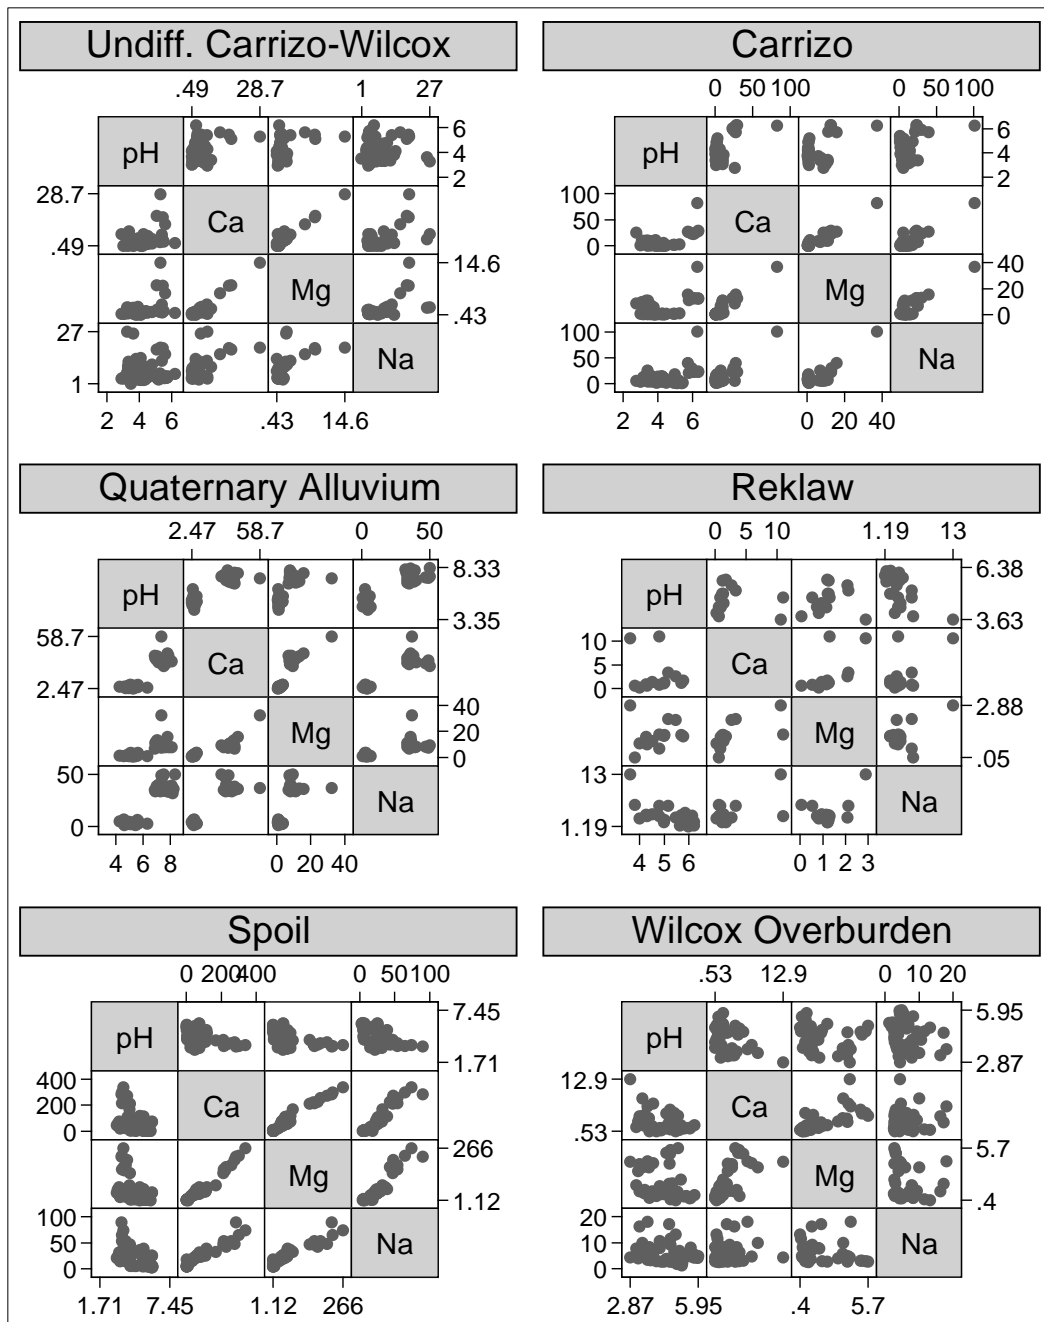 Undiff. Carrizo-Wilcox
.49 28.7 1 27
pH 6 4 2
28.7 .49 Ca
Mg 14.6 .43
27 1 Na
2 4 6 .43 14.6
Carrizo
0 50 100 0 50 100
pH 6 4 2
100 50 0 Ca
Mg 40 20 0
100 50 0 Na
2 4 6 0 20 40
Quaternary Alluvium
2.47 58.7 0 50
pH 8.33 3.35
58.7 2.47 Ca
Mg 40 20 0
50 0 Na
4 6 8 0 20 40
Reklaw
0 5 10 1.19 13
pH 6.38 3.63
10 5 0 Ca
Mg 2.88 .05
13 1.19 Na
4 5 6 0 1 2 3
Spoil
0 200 400 0 50 100
pH 7.45 1.71
400 200 0 Ca
Mg 266 1.12
100 50 0 Na
1.71 7.45 1.12 266
Wilcox Overburden
.53 12.9 0 10 20
pH 5.95 2.87
12.9 .53 Ca
Mg 5.7 .4
20 10 0 Na
2.87 5.95 .4 5.7